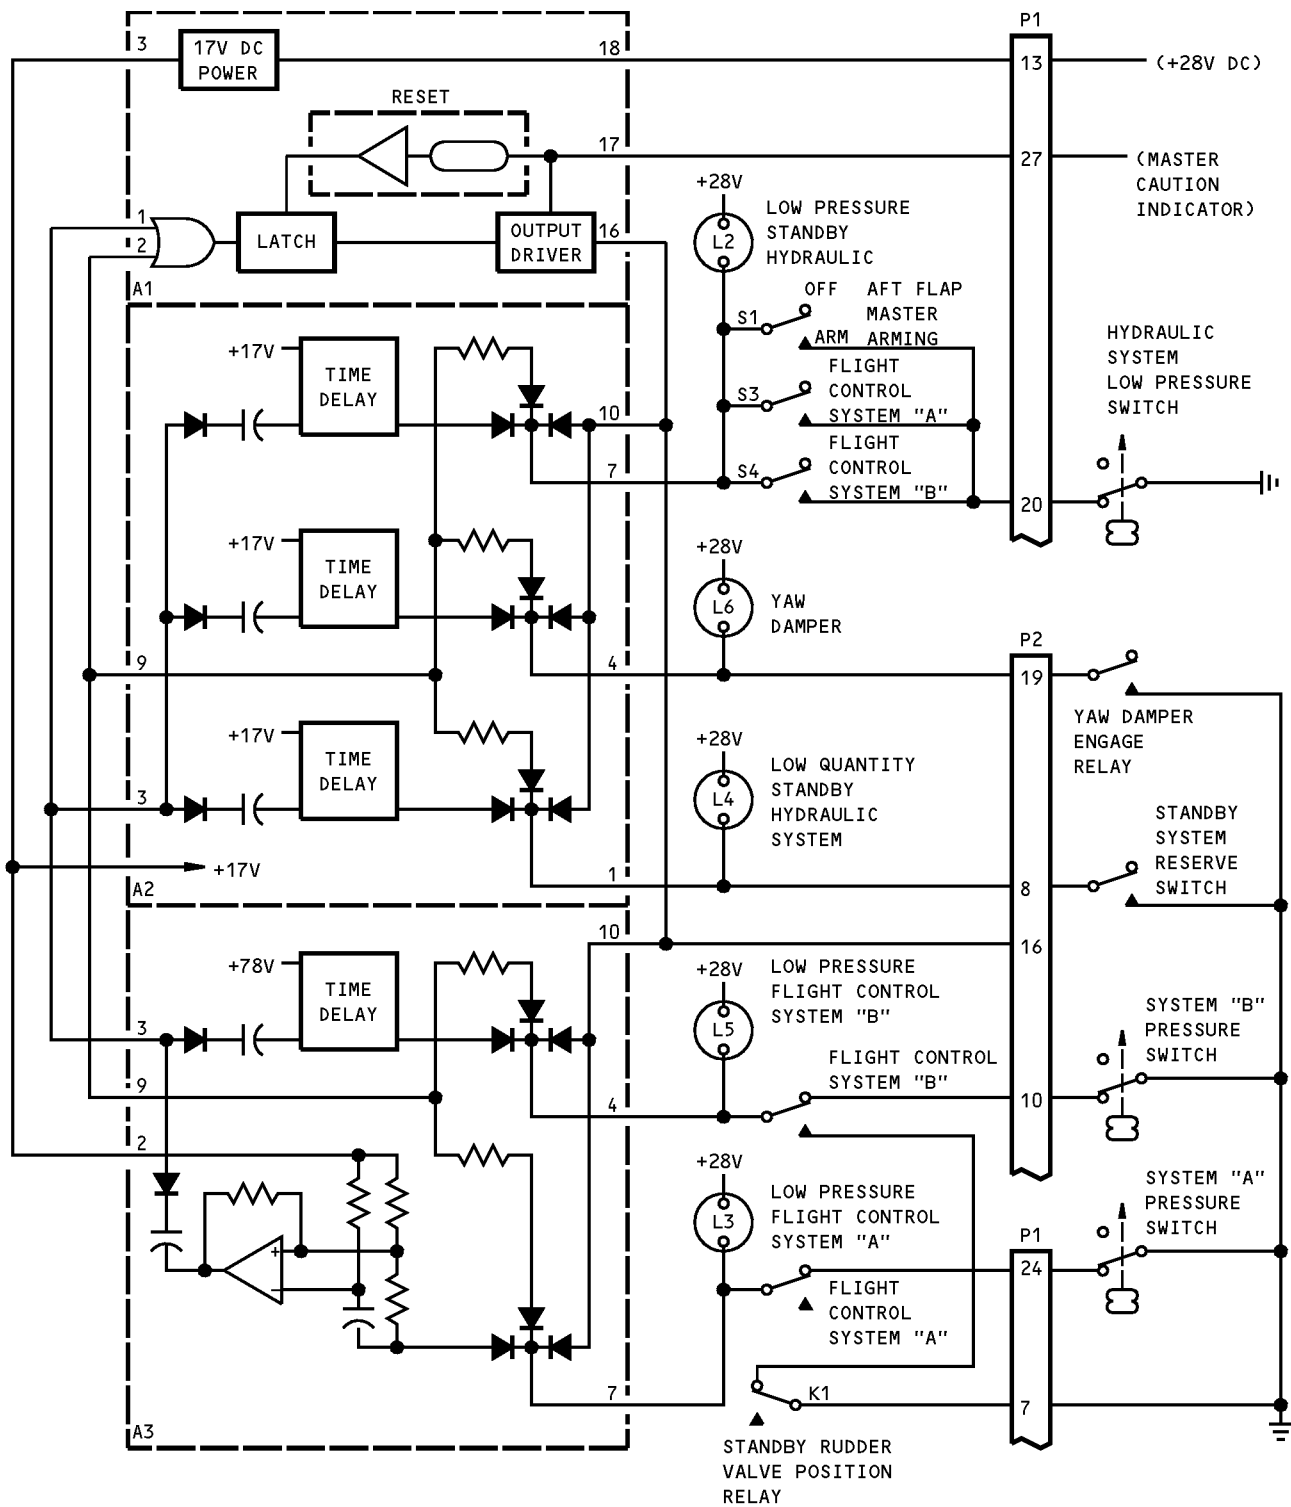 P1
3
17V DC
POWER
18
13
(+28V DC)
RESET
17
27
(MASTER
CAUTION
INDICATOR)
1
2
LATCH
OUTPUT
DRIVER
16
A1
+28V
L2
LOW PRESSURE
STANDBY
HYDRAULIC
OFF
AFT FLAP
MASTER
ARMING
S1
ARM
FLIGHT
CONTROL
SYSTEM "A"
S3
FLIGHT
CONTROL
SYSTEM "B"
S4
HYDRAULIC
SYSTEM
LOW PRESSURE
SWITCH
20
+17V
TIME
DELAY
10
7
+17V
TIME
DELAY
+28V
L6
YAW
DAMPER
9
4
P2
19
YAW DAMPER
ENGAGE
RELAY
+17V
TIME
DELAY
3
+28V
L4
LOW QUANTITY
STANDBY
HYDRAULIC
SYSTEM
STANDBY
SYSTEM
RESERVE
SWITCH
+17V
1
8
A2
10
16
+78V
TIME
DELAY
3
+28V
L5
LOW PRESSURE
FLIGHT CONTROL
SYSTEM "B"
FLIGHT CONTROL
SYSTEM "B"
SYSTEM "B"
PRESSURE
SWITCH
9
4
10
2
+28V
L3
LOW PRESSURE
FLIGHT CONTROL
SYSTEM "A"
SYSTEM "A"
PRESSURE
SWITCH
P1
+
−
24
FLIGHT
CONTROL
SYSTEM "A"
7
K1
7
A3
STANDBY RUDDER
VALVE POSITION
RELAY